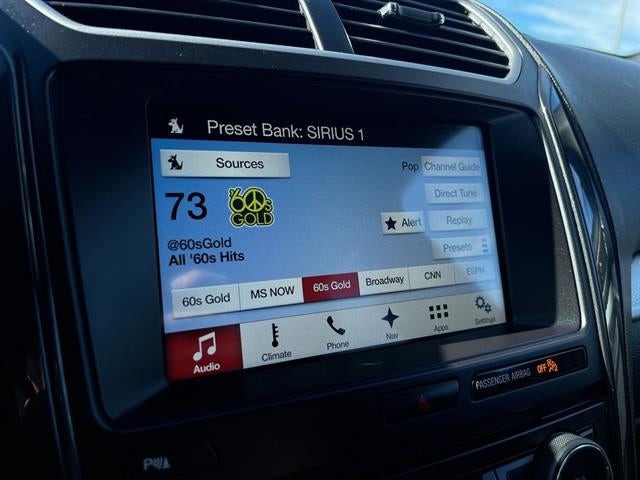 Preset Bank: SIRIUS 1
Sources
Pop Channel Guide
73 60s GOLD
Direct Tune
Alert Replay
@60sGold
All '60s Hits
Presets
60s Gold MS NOW 60s Gold Broadway CNN ESPN
Audio Climate Phone Nav Apps Settings
PASSENGER AIRBAG OFF
P